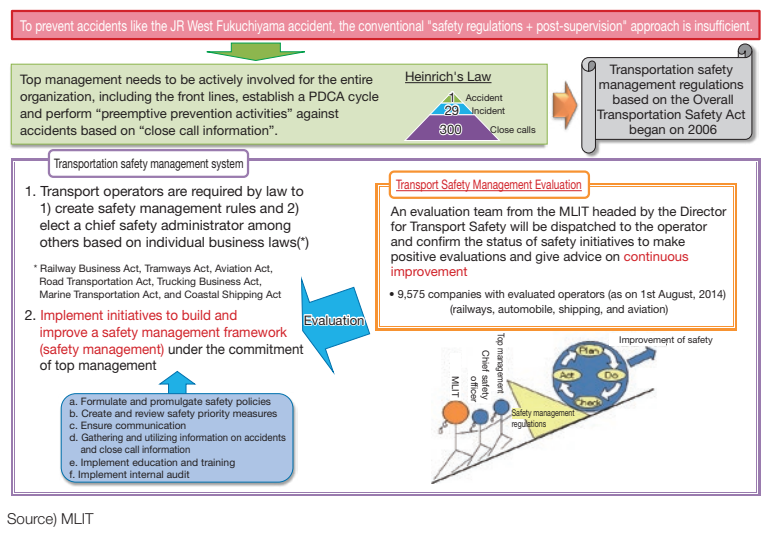 To prevent accidents like the JR West Fukuchiyama accident, the conventional "safety regulations + post-supervision" approach is insufficient.
Top management needs to be actively involved for the entire
organization, including the front lines, establish a PDCA cycle
and perform “preemptive prevention activities” against
accidents based on “close call information”.
Heinrich's Law
1
Accident
29
Incident
300
Close calls
Transportation safety
management regulations
based on the Overall
Transportation Safety Act
began on 2006
Transportation safety management system
1. Transport operators are required by law to
1) create safety management rules and 2)
elect a chief safety administrator among
others based on individual business laws(*)
* Railway Business Act, Tramways Act, Aviation Act,
Road Transportation Act, Trucking Business Act,
Marine Transportation Act, and Coastal Shipping Act
2. Implement initiatives to build and
improve a safety management framework
(safety management) under the commitment
of top management
a. Formulate and promulgate safety policies
b. Create and review safety priority measures
c. Ensure communication
d. Gathering and utilizing information on accidents
and close call information
e. Implement education and training
f. Implement internal audit
Evaluation
Transport Safety Management Evaluation
An evaluation team from the MLIT headed by the Director
for Transport Safety will be dispatched to the operator
and confirm the status of safety initiatives to make
positive evaluations and give advice on continuous
improvement
• 9,575 companies with evaluated operators (as on 1st August, 2014)
(railways, automobile, shipping, and aviation)
MLIT
Chief safety
officer
Top management
Safety management
regulations
Plan
Do
Check
Act
Improvement of safety
Source) MLIT